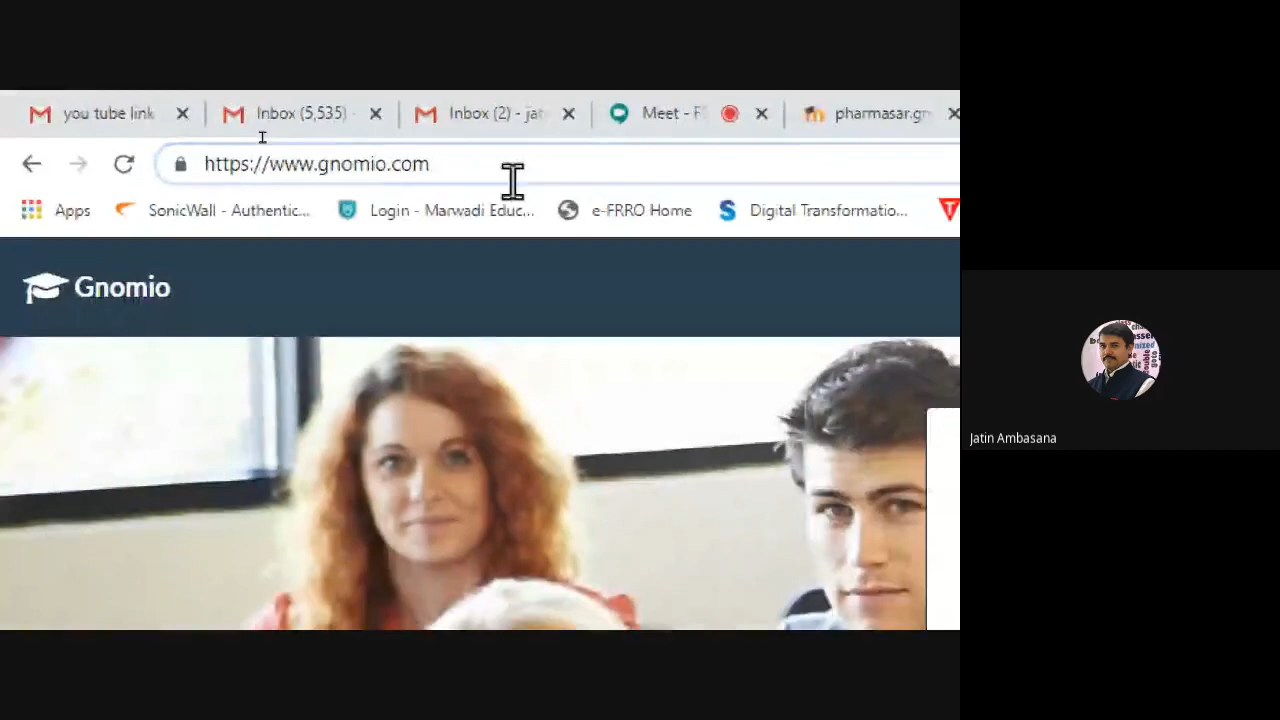 you tube link
Inbox (5,535) -
Inbox (2) - jat
Meet - F
pharmasar.gn
https://www.gnomio.com
Apps
SonicWall - Authentic...
Login - Marwadi Educ...
e-FRRO Home
Digital Transformatio...
T
Gnomio
Jatin Ambasana